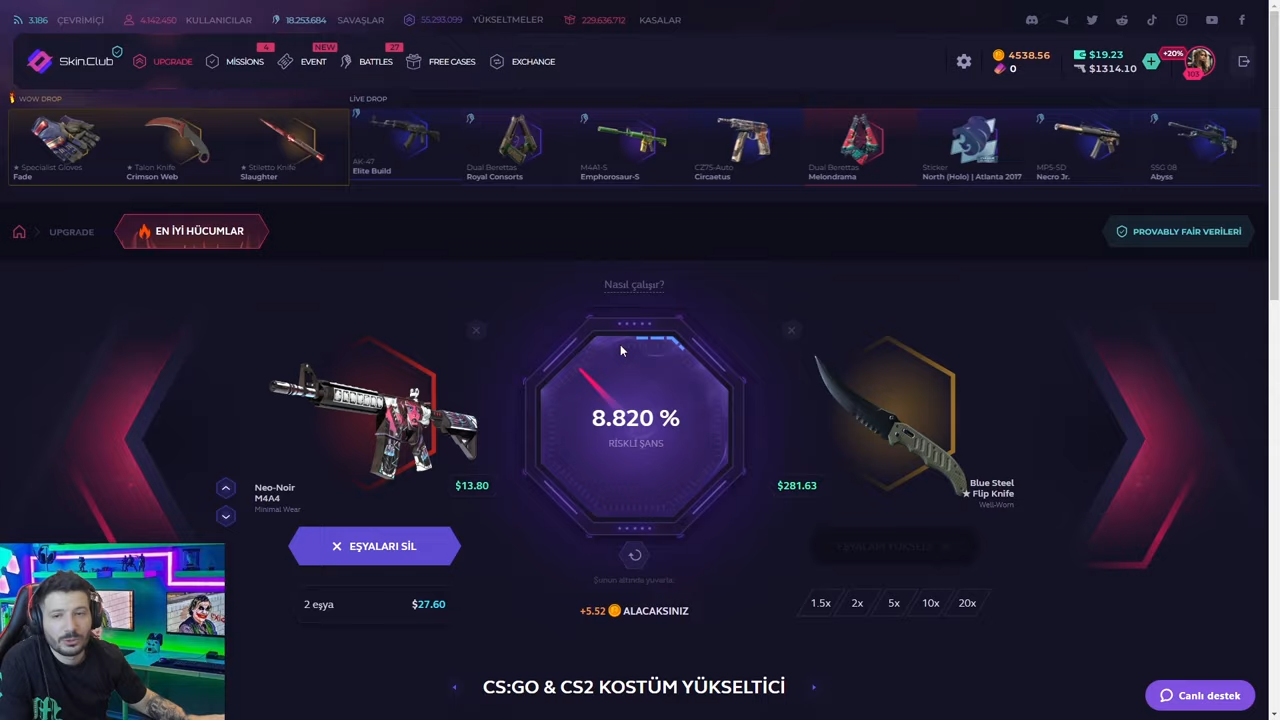 3.186 ÇEVRİMİÇİ 4.142.450 KULLANICILAR 18.253.684 SAVAŞLAR 55.293.099 YÜKSELTMELER 229.636.712 KASALAR
Skin.Club UPGRADE 4 MISSIONS NEW EVENT 27 BATTLES FREE CASES EXCHANGE
4538.56 $19.23 +20%
0 $1314.10 103
WOW DROP LİVE DROP
★ Specialist Gloves
Fade
★ Talon Knife
Crimson Web
★ Stiletto Knife
Slaughter
AK-47
Elite Build
Dual Berettas
Royal Consorts
M4A1-S
Emphorosaur-S
CZ75-Auto
Circaetus
Dual Berettas
Melondrama
Sticker
North (Holo) | Atlanta 2017
MP5-SD
Necro Jr.
SSG 08
Abyss
UPGRADE EN İYİ HÜCUMLAR PROVABLY FAIR VERİLERİ
Nasıl çalışır?
8.820 %
RİSKLİ ŞANS
$13.80
Neo-Noir
M4A4
Minimal Wear
$281.63
Blue Steel
★ Flip Knife
Well-Worn
EŞYALARI SİL
2 eşya $27.60
Şunun altında yuvarla:
+5.52 ALACAKSINIZ
1.5x 2x 5x 10x 20x
CS:GO & CS2 KOSTÜM YÜKSELTİCİ
Canlı destek